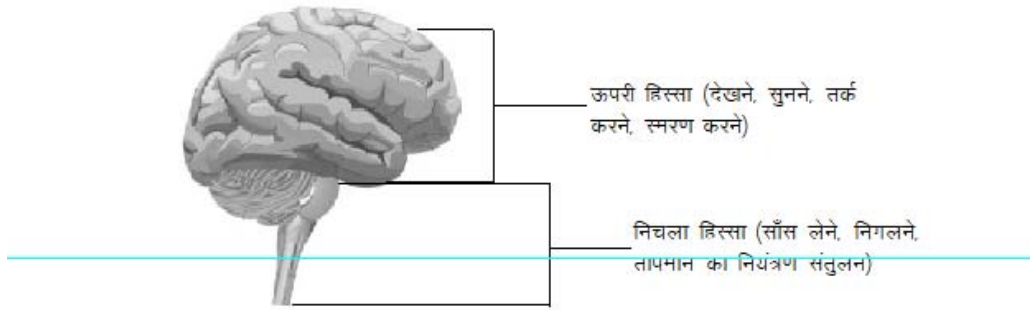 ऊपरी हिस्सा (देखने, सुनने, तर्क
करने, स्मरण करने)
निचला हिस्सा (साँस लेने, निगलने,
तापमान का नियंत्रण संतुलन)